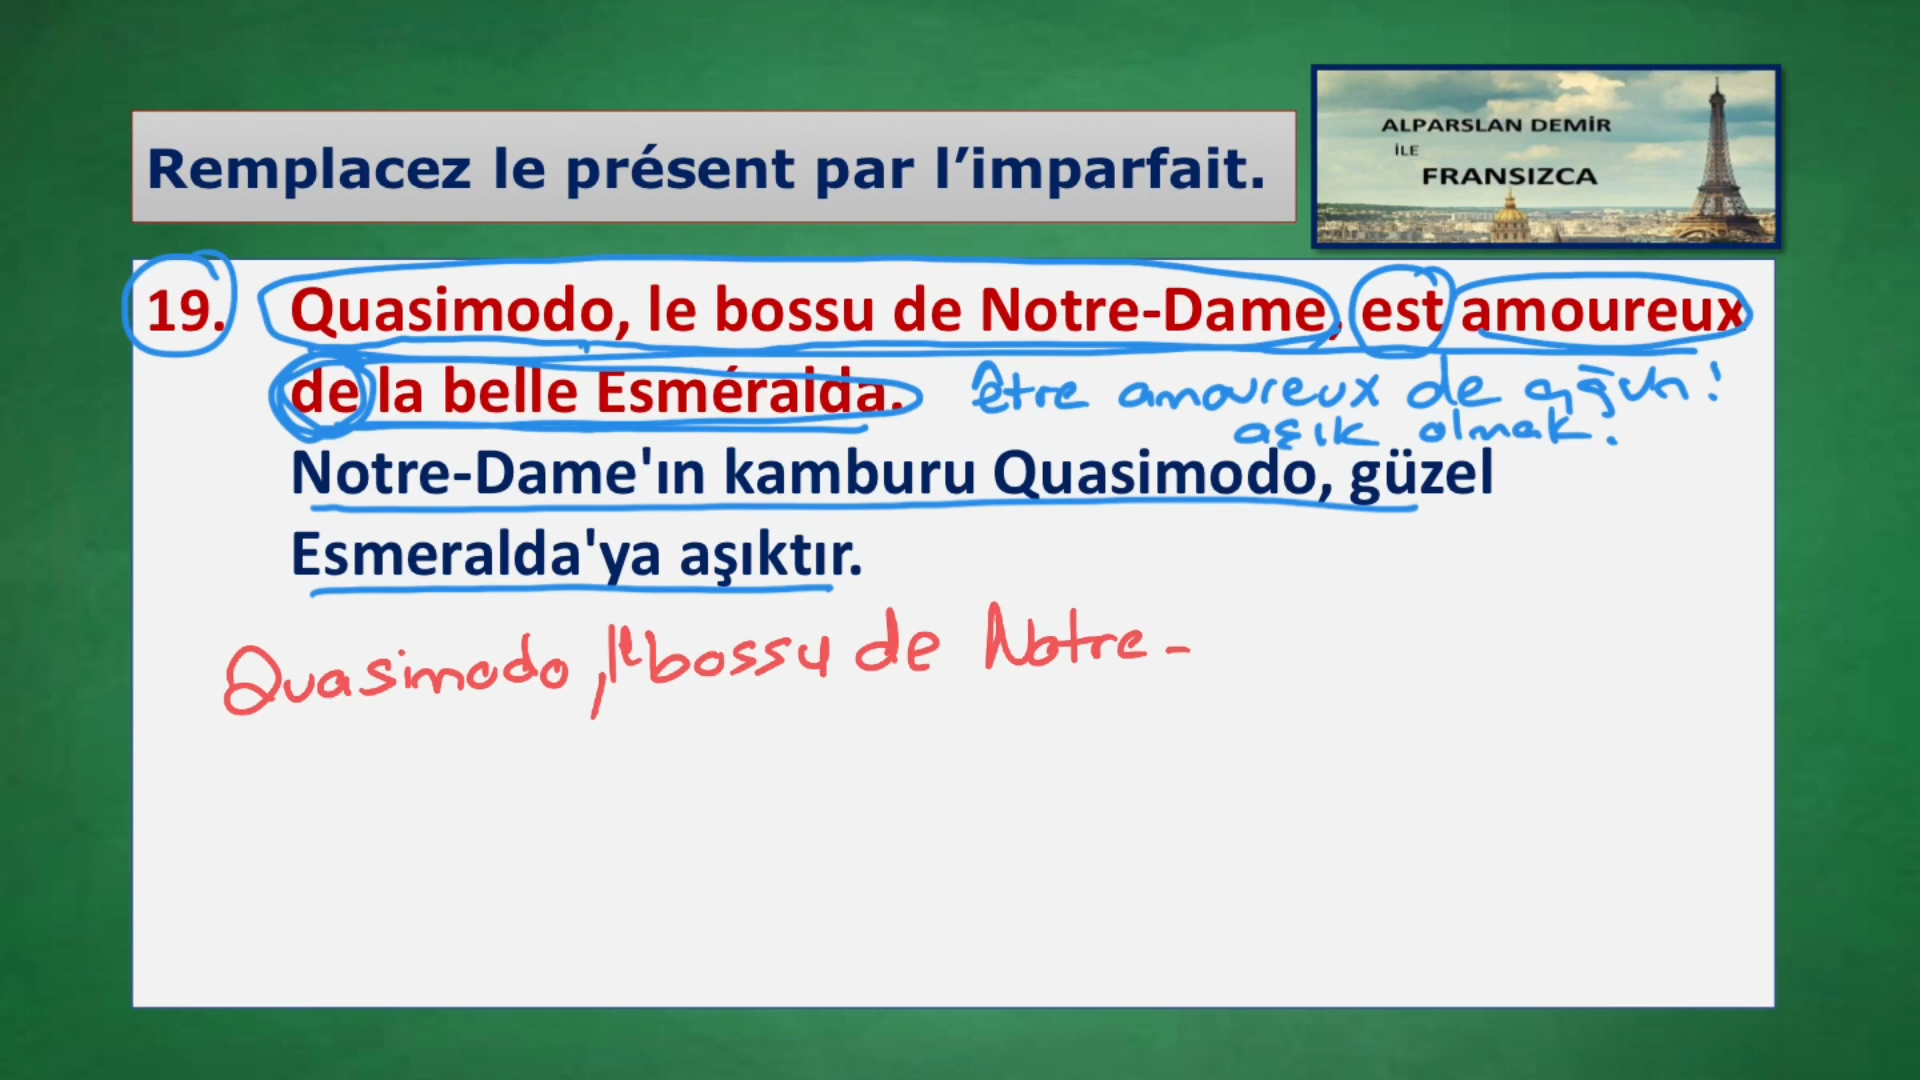 Remplacez le présent par l’imparfait.
ALPARSLAN DEMİR
İLE
FRANSIZCA
19. Quasimodo, le bossu de Notre-Dame, est amoureux
de la belle Esméralda.
être amoureux de
aşık olmak.
Notre-Dame'ın kamburu Quasimodo, güzel
Esmeralda'ya aşıktır.
Quasimodo, le bossu de Notre-